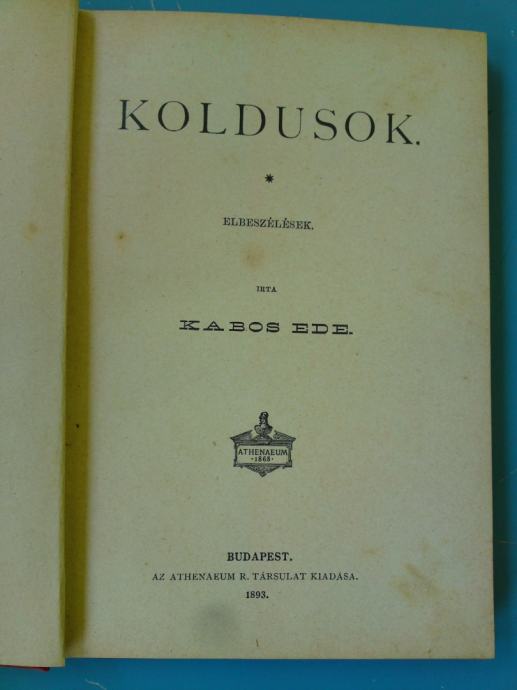 KOLDUSOK.
*
ELBESZÉLÉSEK.
IRTA
KABOS EDE.
ATHENAEUM
·1868·
BUDAPEST.
AZ ATHENAEUM R. TÁRSULAT KIADÁSA.
1893.